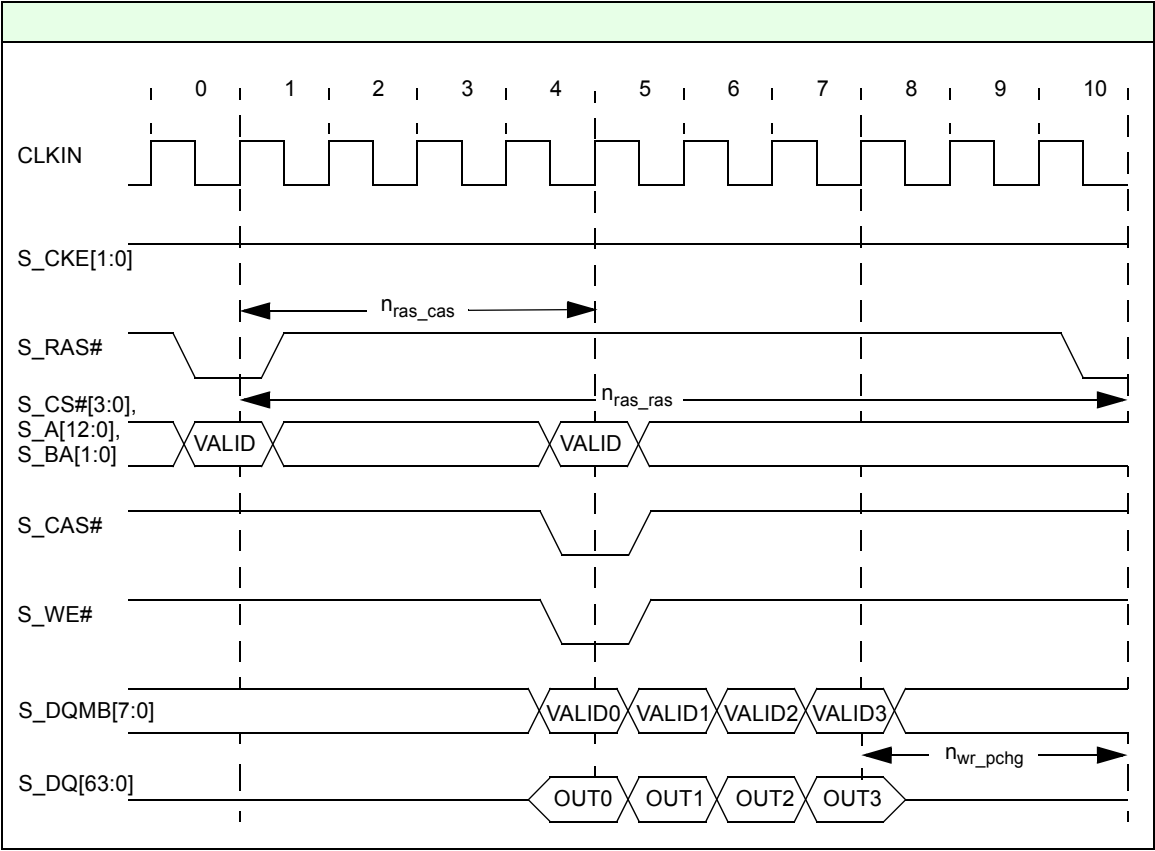 0 1 2 3 4 5 6 7 8 9 10
CLKIN
S_CKE[1:0]
nras_cas
S_RAS#
nras_ras
S_CS#[3:0],
S_A[12:0],
S_BA[1:0]
VALID VALID
S_CAS#
S_WE#
S_DQMB[7:0]
VALID0 VALID1 VALID2 VALID3
nwr_pchg
S_DQ[63:0]
OUT0 OUT1 OUT2 OUT3